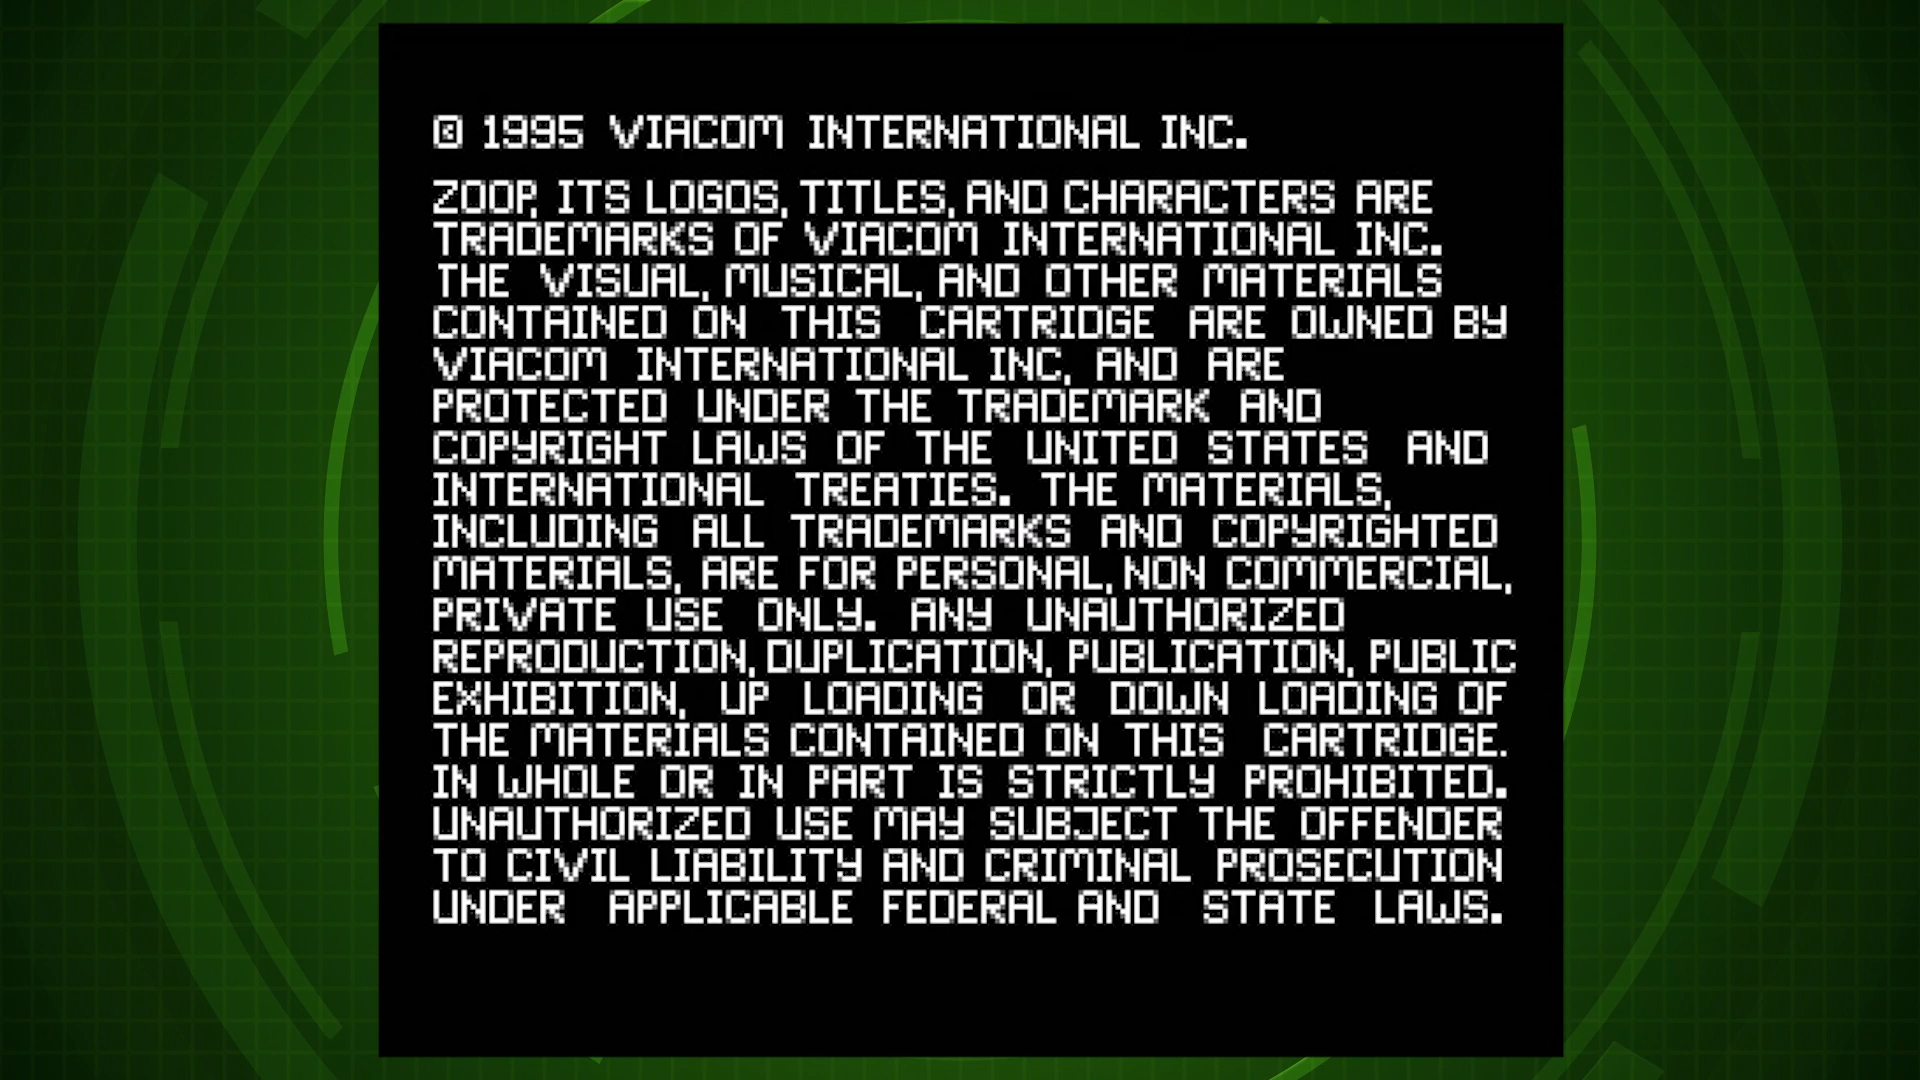 © 1995 VIACOM INTERNATIONAL INC.
ZOOP, ITS LOGOS, TITLES, AND CHARACTERS ARE
TRADEMARKS OF VIACOM INTERNATIONAL INC.
THE VISUAL, MUSICAL, AND OTHER MATERIALS
CONTAINED ON THIS CARTRIDGE ARE OWNED BY
VIACOM INTERNATIONAL INC, AND ARE
PROTECTED UNDER THE TRADEMARK AND
COPYRIGHT LAWS OF THE UNITED STATES AND
INTERNATIONAL TREATIES. THE MATERIALS,
INCLUDING ALL TRADEMARKS AND COPYRIGHTED
MATERIALS, ARE FOR PERSONAL, NON COMMERCIAL,
PRIVATE USE ONLY. ANY UNAUTHORIZED
REPRODUCTION, DUPLICATION, PUBLICATION, PUBLIC
EXHIBITION, UP LOADING OR DOWN LOADING OF
THE MATERIALS CONTAINED ON THIS CARTRIDGE.
IN WHOLE OR IN PART IS STRICTLY PROHIBITED.
UNAUTHORIZED USE MAY SUBJECT THE OFFENDER
TO CIVIL LIABILITY AND CRIMINAL PROSECUTION
UNDER APPLICABLE FEDERAL AND STATE LAWS.